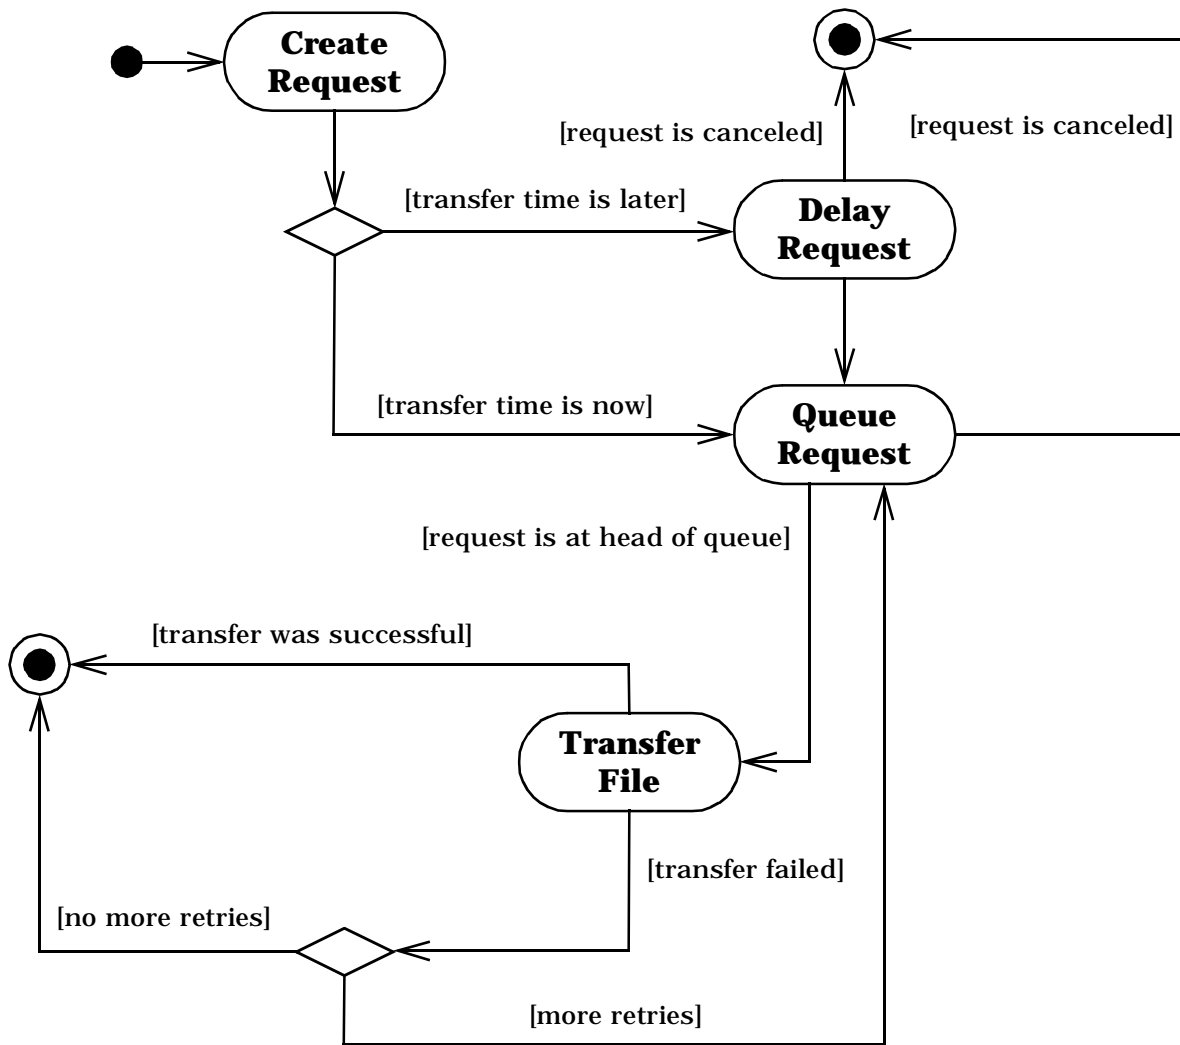 Create
Request
[request is canceled]
[request is canceled]
[transfer time is later]
Delay
Request
[transfer time is now]
Queue
Request
[request is at head of queue]
[transfer was successful]
Transfer
File
[transfer failed]
[no more retries]
[more retries]